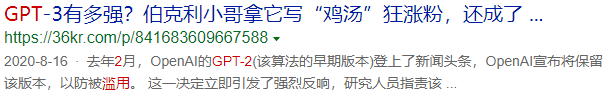 GPT-3有多强？伯克利小哥拿它写“鸡汤”狂涨粉，还成了 ...
https://36kr.com/p/841683609667588
2020-8-16 · 去年2月，OpenAI的GPT-2(该算法的早期版本)登上了新闻头条，OpenAI宣布将保留
该版本，以防被滥用。 这一决定立即引发了强烈反响，研究人员指责该 ...